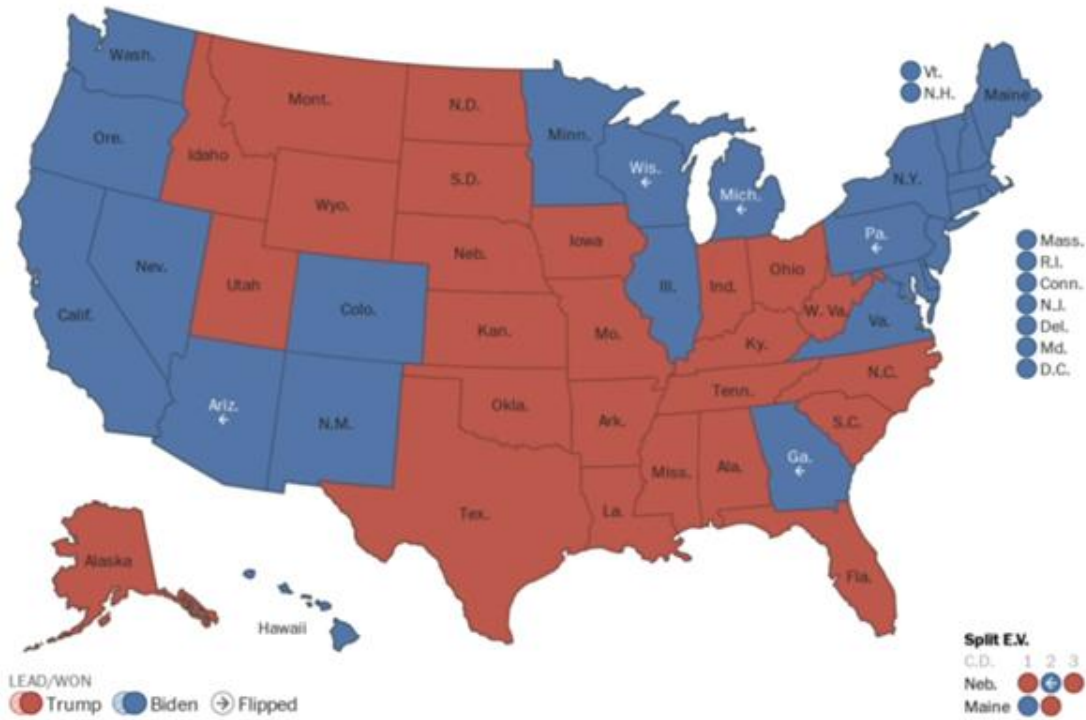 Wash.
Mont.
N.D.
Minn.
Vt.
N.H.
Maine
Ore.
Idaho
S.D.
Wis.
Mich.
N.Y.
Wyo.
Neb.
Iowa
Pa.
Mass.
R.I.
Conn.
N.J.
Del.
Md.
D.C.
Nev.
Utah
Colo.
Ill.
Ind.
Ohio
W. Va.
Va.
Calif.
Kan.
Mo.
Ky.
N.C.
Tenn.
Ariz.
N.M.
Okla.
Ark.
S.C.
Ga.
Miss.
Ala.
Tex.
La.
Fla.
Alaska
Hawaii
Split E.V.
C.D. 1 2 3
Neb.
Maine
LEAD/WON
Trump Biden Flipped